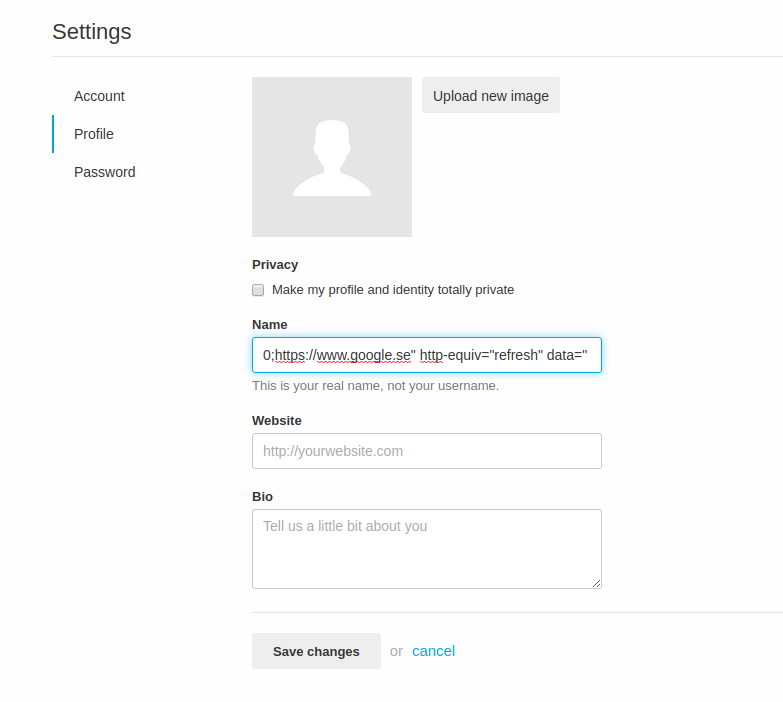 Settings
Account
Profile
Password
Upload new image
Privacy
Make my profile and identity totally private
Name
0;https://www.google.se" http-equiv="refresh" data="
This is your real name, not your username.
Website
http://yourwebsite.com
Bio
Tell us a little bit about you
Save changes or cancel